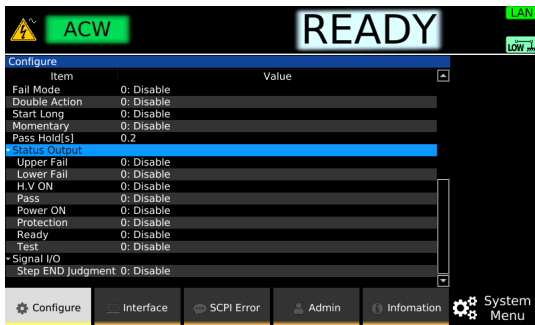 ACW
READY
LAN
LOW
Configure
Item Value
Fail Mode 0: Disable
Double Action 0: Disable
Start Long 0: Disable
Momentary 0: Disable
Pass Hold[s] 0.2
Status Output
Upper Fail 0: Disable
Lower Fail 0: Disable
H.V ON 0: Disable
Pass 0: Disable
Power ON 0: Disable
Protection 0: Disable
Ready 0: Disable
Test 0: Disable
Signal I/O
Step END Judgment 0: Disable
Configure Interface SCPI Error Admin Infomation
System
Menu